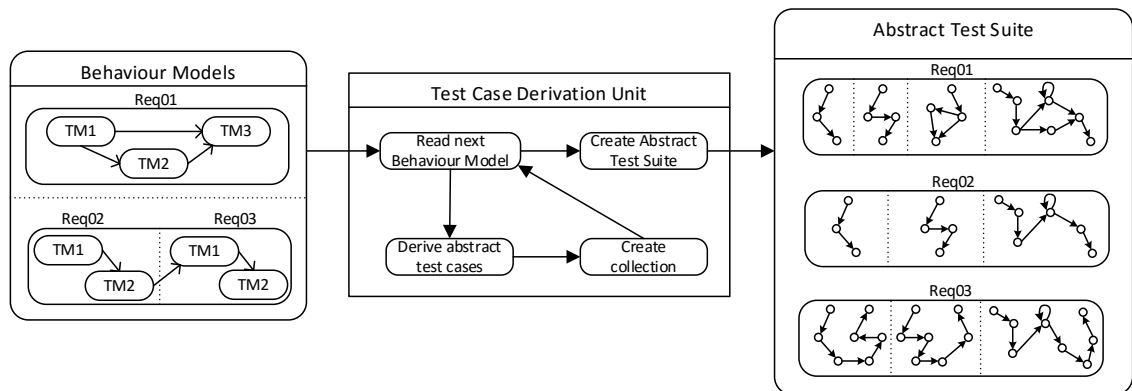 Behaviour Models
Req01
TM1
TM3
TM2
Req02
Req03
TM1
TM2
TM1
TM2
Test Case Derivation Unit
Read next
Behaviour Model
Create Abstract
Test Suite
Derive abstract
test cases
Create
collection
Abstract Test Suite
Req01
Req02
Req03